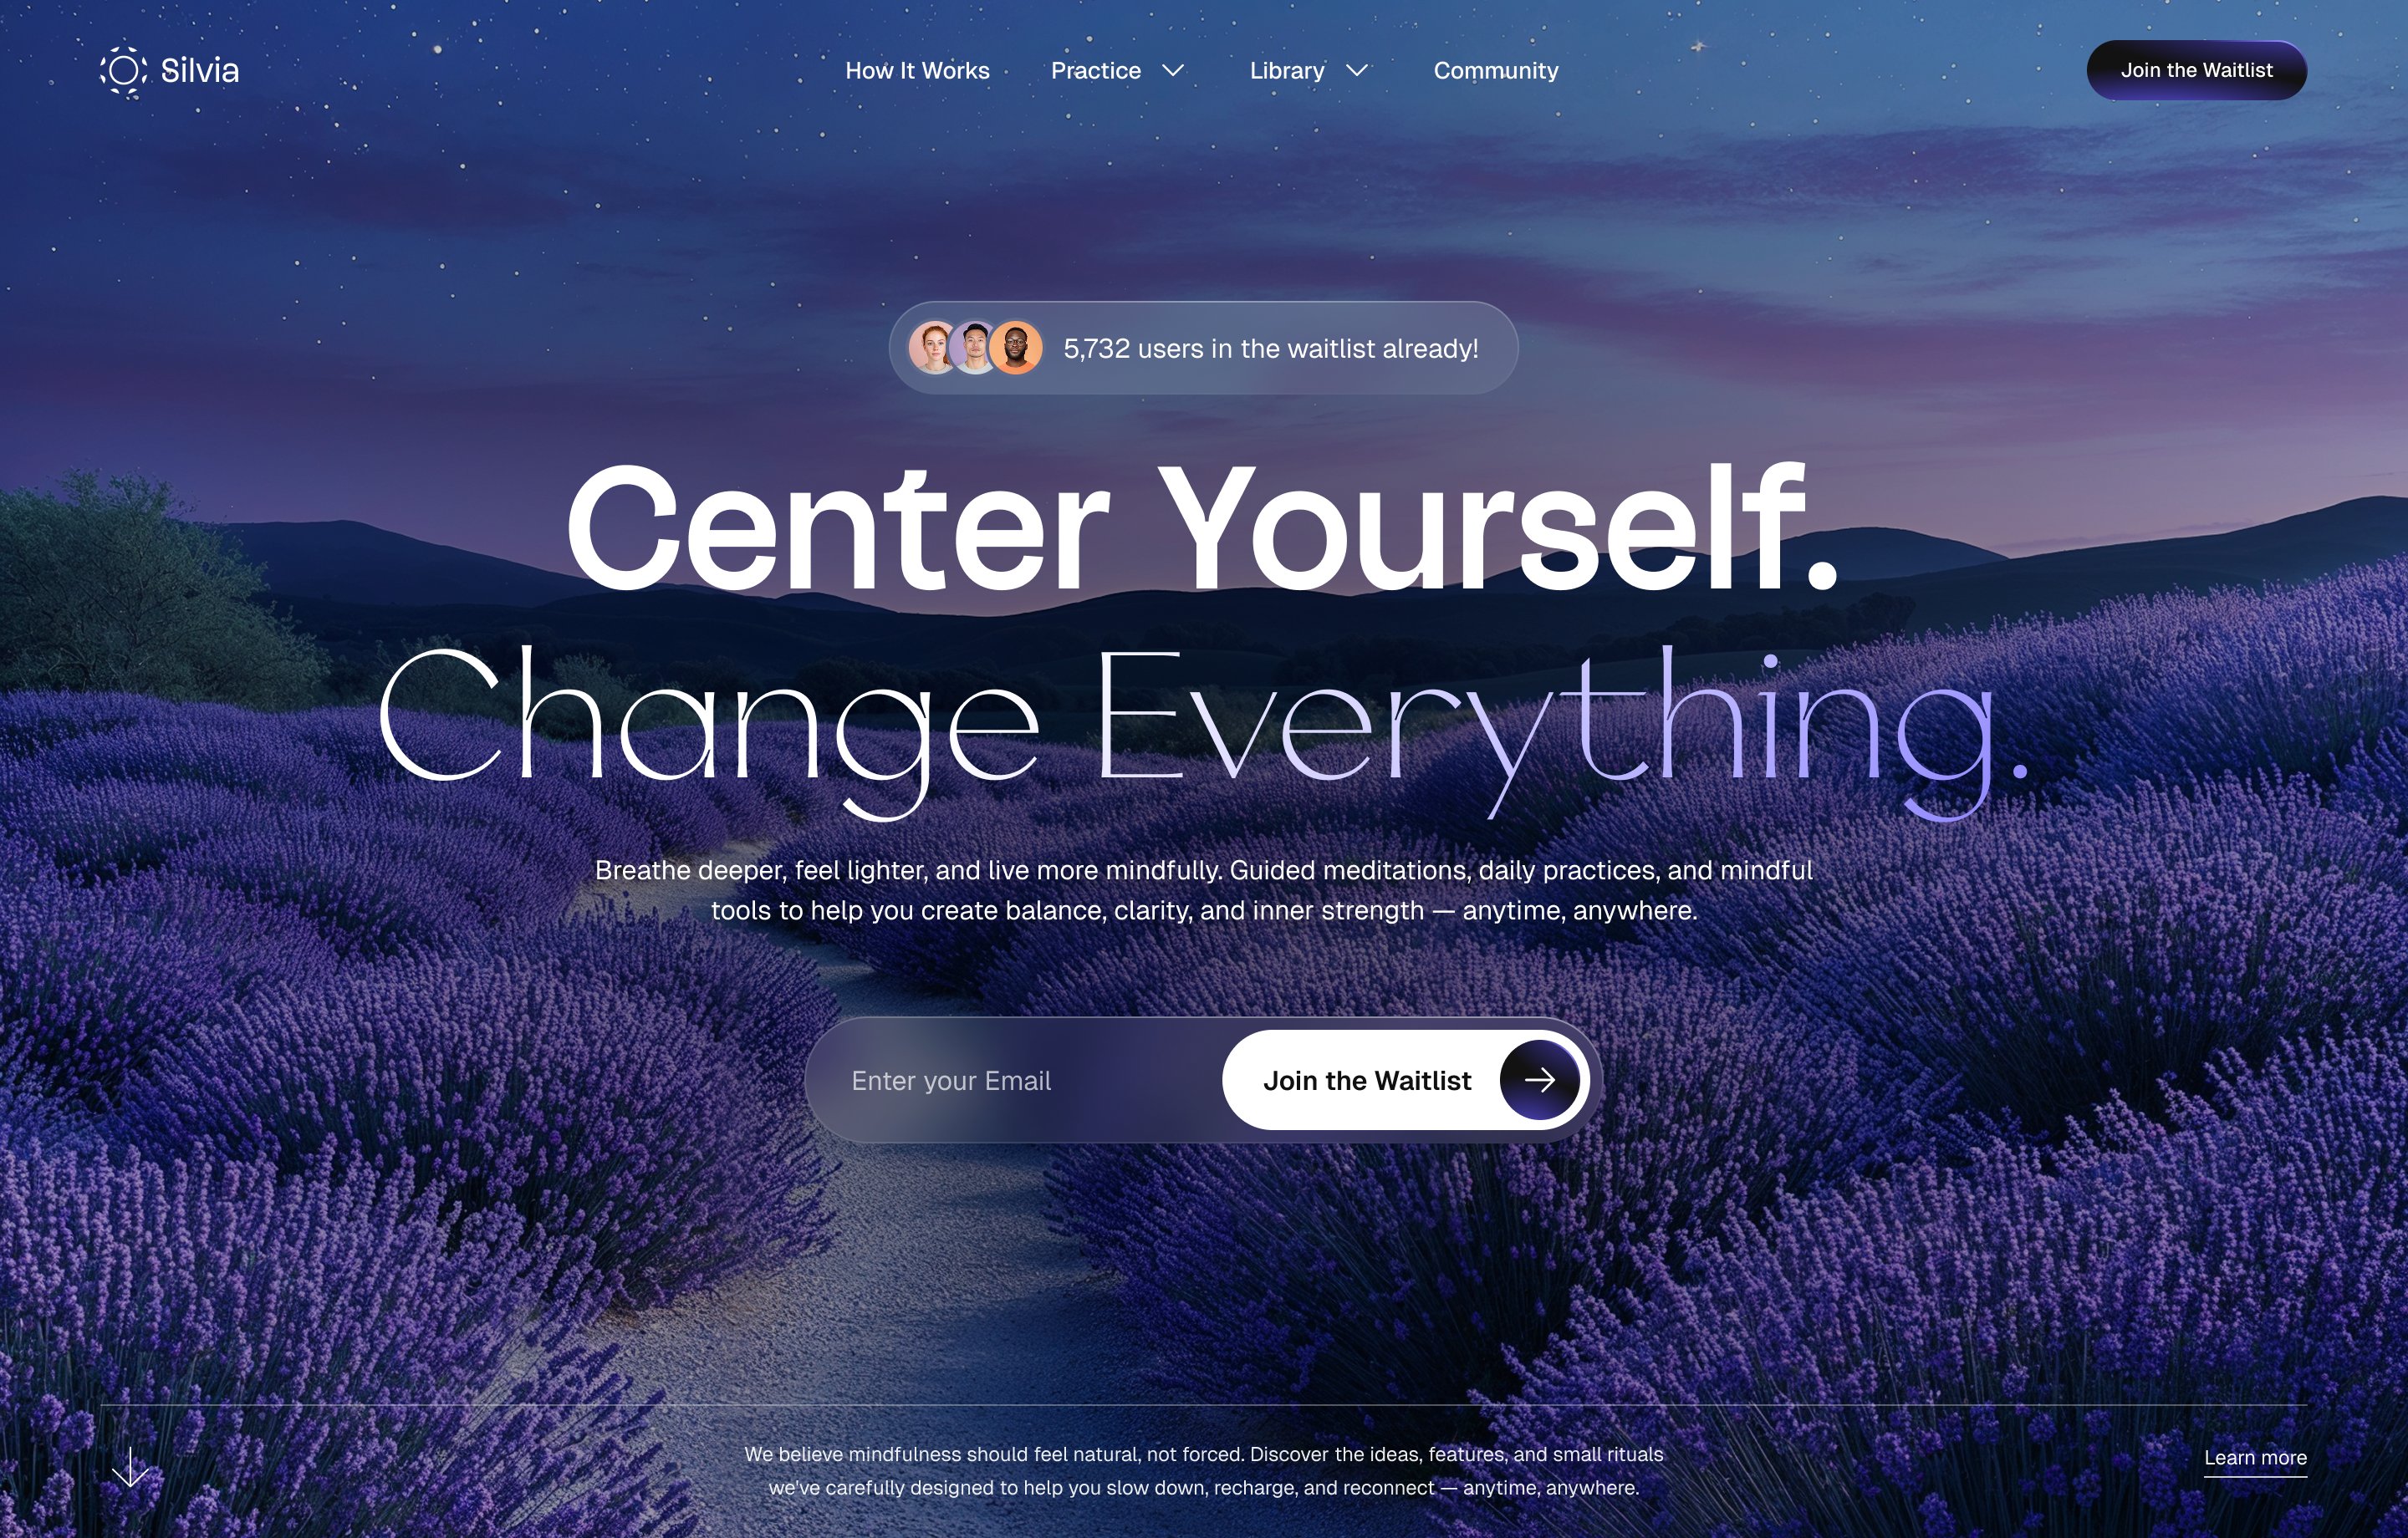 Silvia
How It Works
Practice
Library
Community
Join the Waitlist
5,732 users in the waitlist already!
Center Yourself.
Change Everything.
Breathe deeper, feel lighter, and live more mindfully. Guided meditations, daily practices, and mindful
tools to help you create balance, clarity, and inner strength — anytime, anywhere.
Enter your Email
Join the Waitlist
We believe mindfulness should feel natural, not forced. Discover the ideas, features, and small rituals
we've carefully designed to help you slow down, recharge, and reconnect — anytime, anywhere.
Learn more